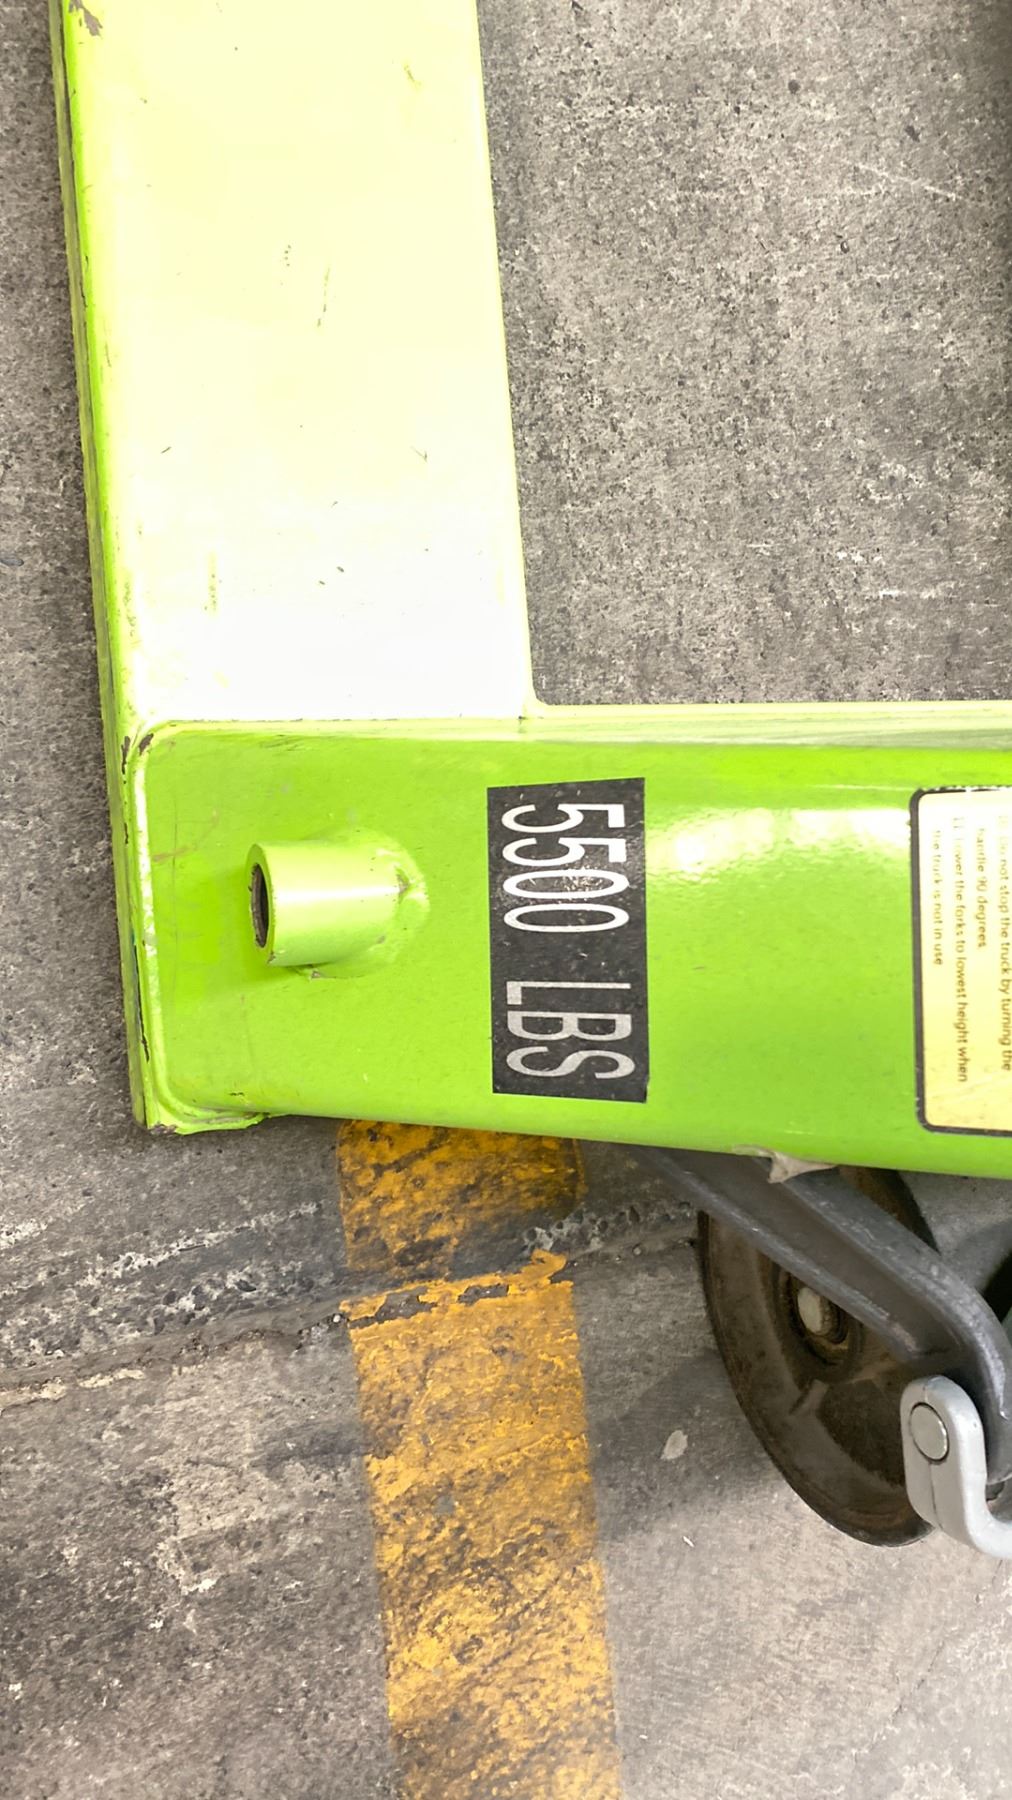 5500 LBS
not stop the truck by turning the
handle 90 degrees.
11. Lower the forks to lowest height when
the truck is not in use